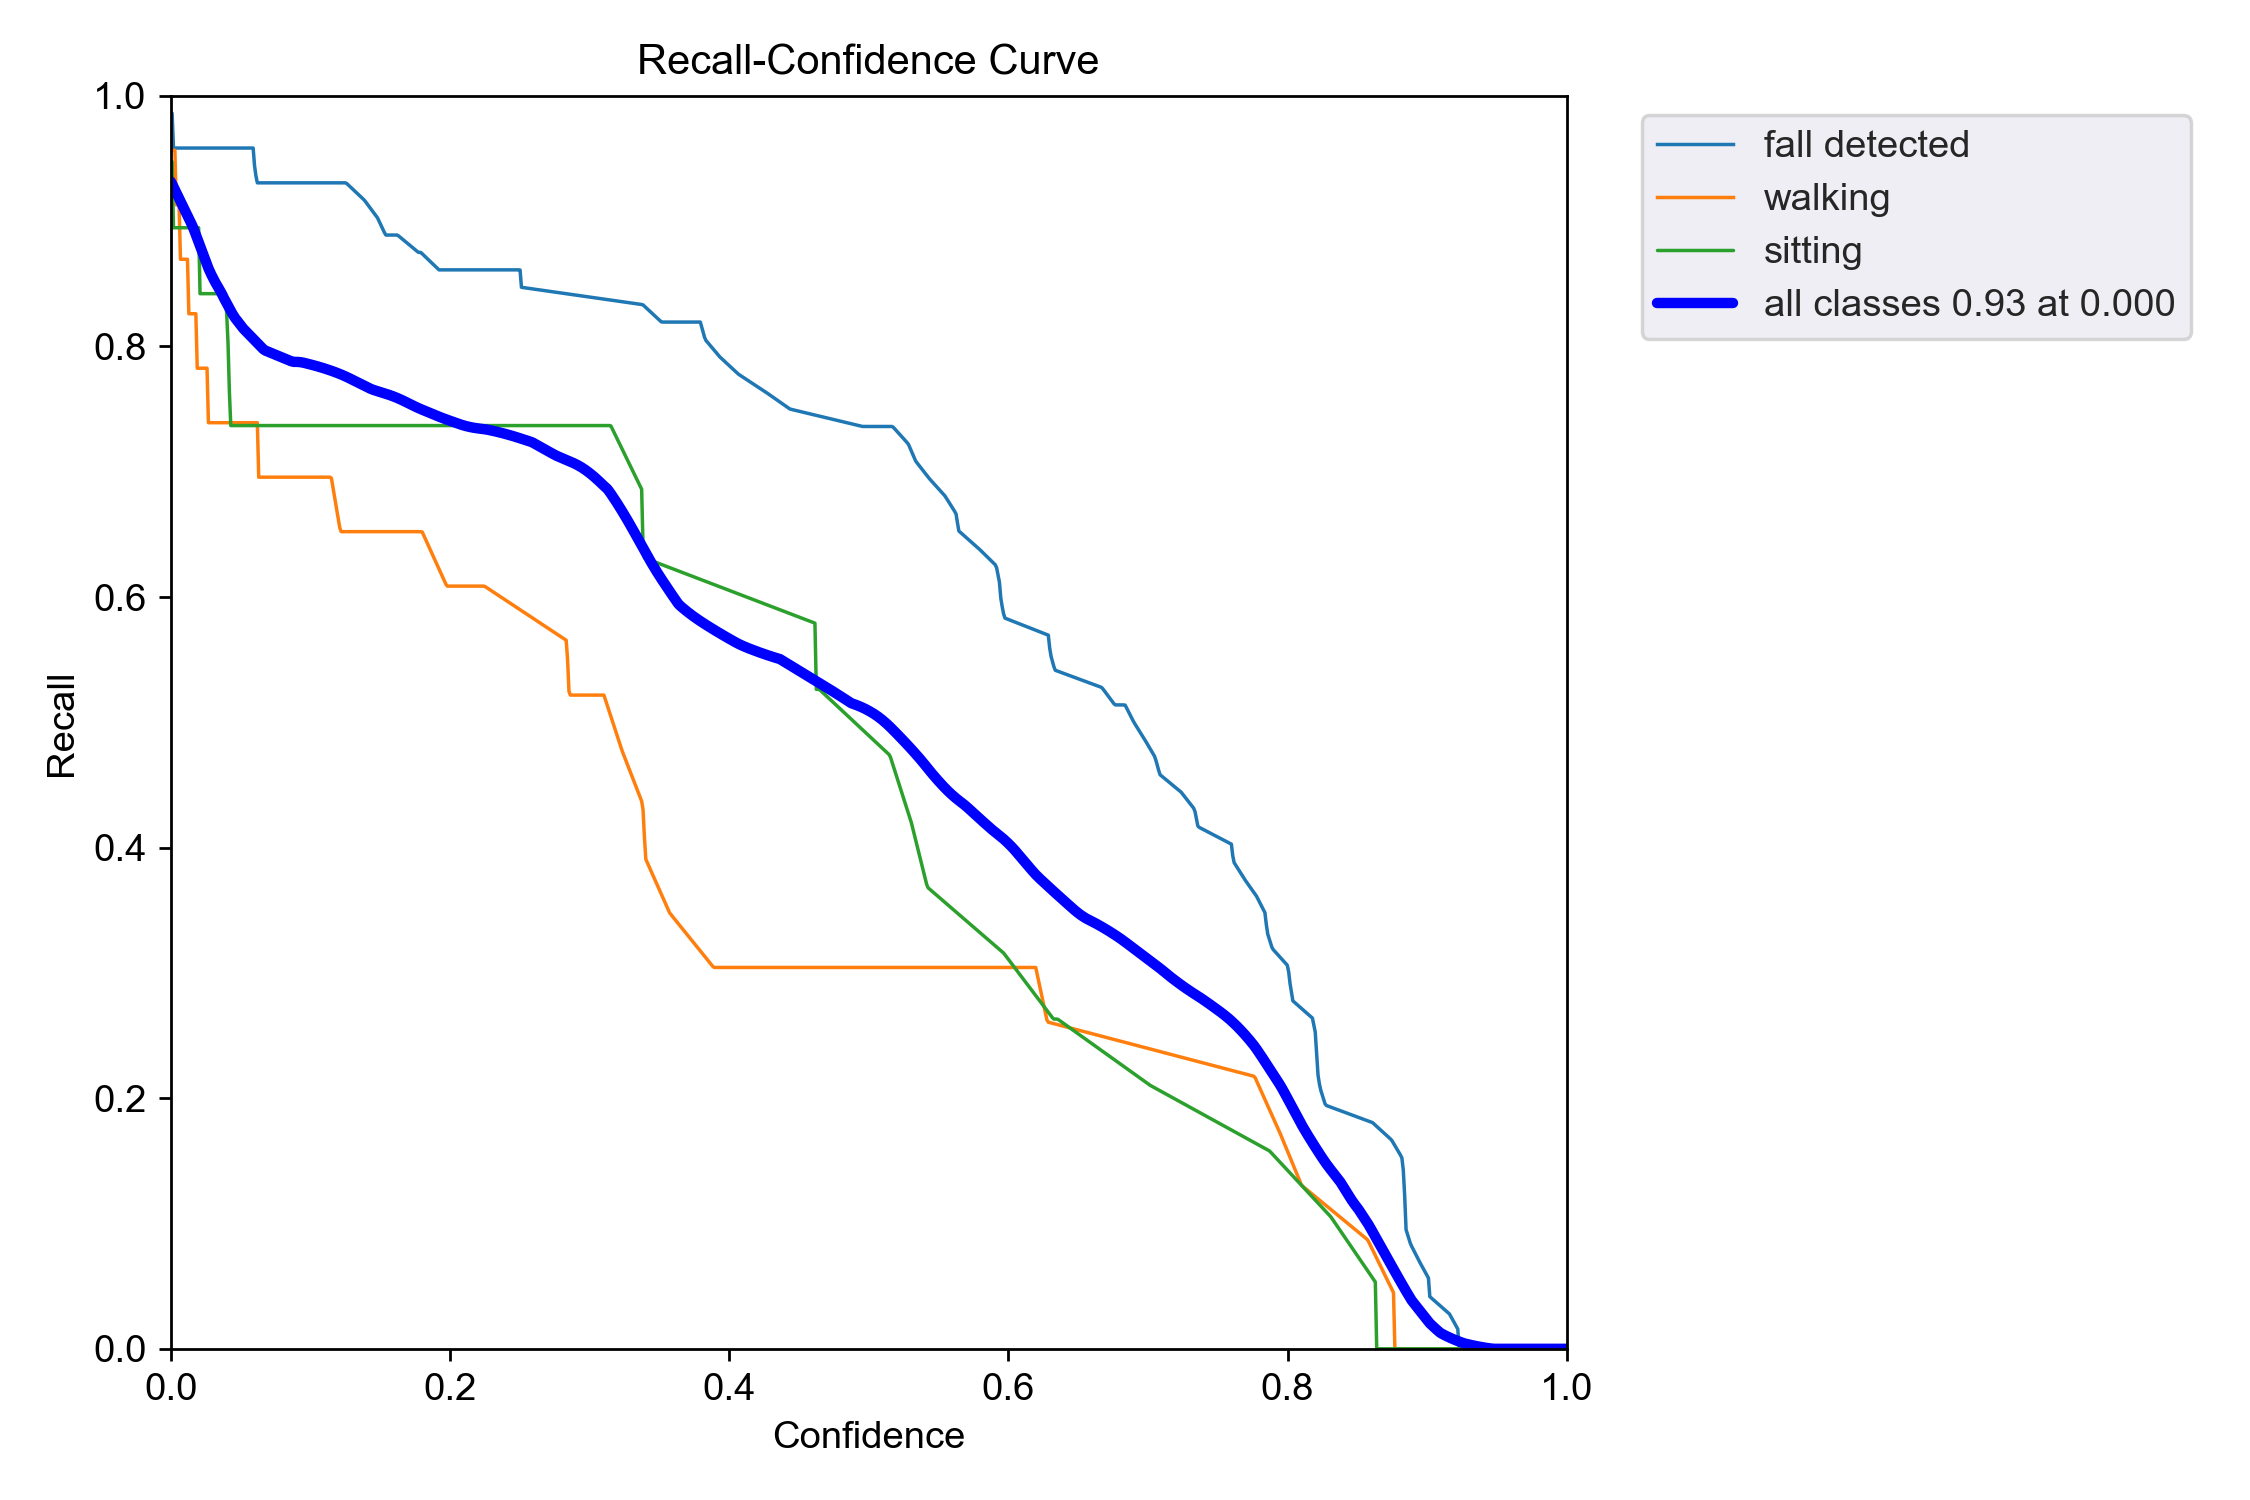 Recall-Confidence Curve
1.0
0.8
0.6
0.4
0.2
0.0
Recall
0.0 0.2 0.4 0.6 0.8 1.0
Confidence
fall detected
walking
sitting
all classes 0.93 at 0.000